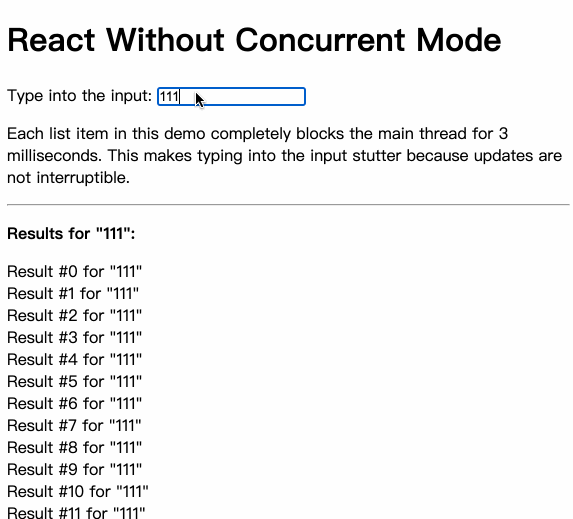 React Without Concurrent Mode
Type into the input: 111
Each list item in this demo completely blocks the main thread for 3
milliseconds. This makes typing into the input stutter because updates are
not interruptible.
Results for "111":
Result #0 for "111"
Result #1 for "111"
Result #2 for "111"
Result #3 for "111"
Result #4 for "111"
Result #5 for "111"
Result #6 for "111"
Result #7 for "111"
Result #8 for "111"
Result #9 for "111"
Result #10 for "111"
Result #11 for "111"